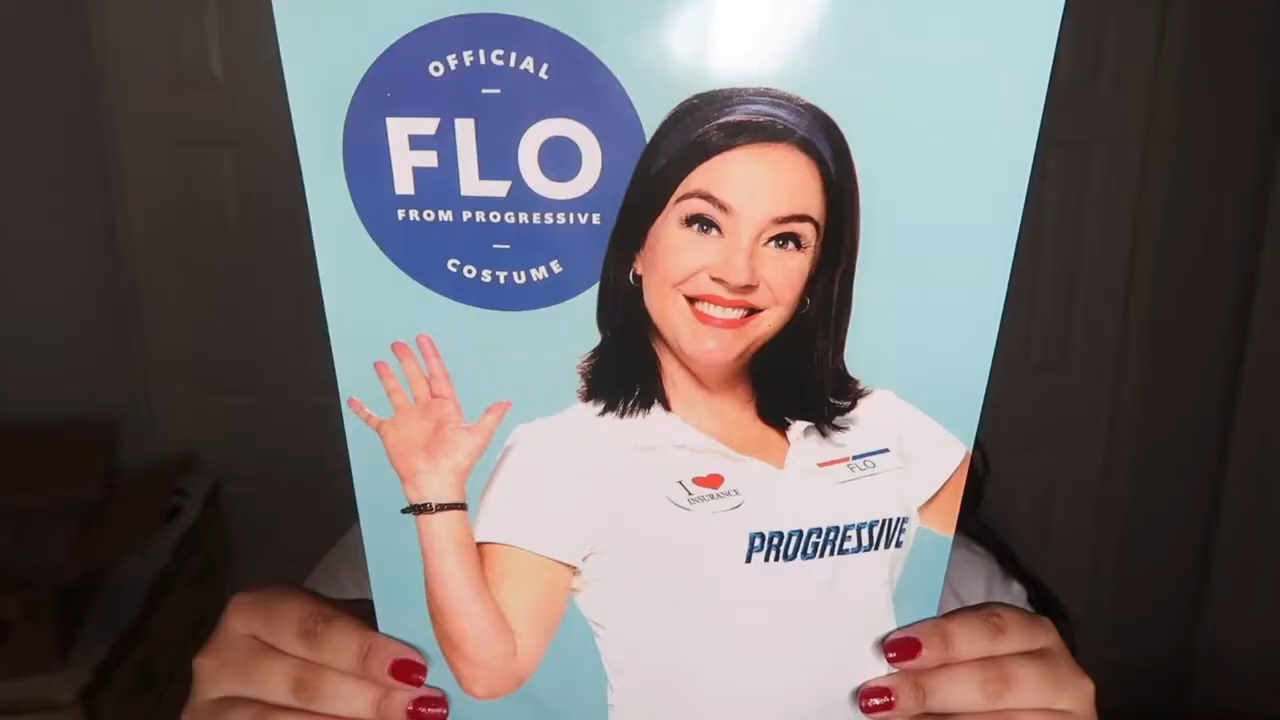 OFFICIAL
FLO
FROM PROGRESSIVE
COSTUME
I ❤
INSURANCE
FLO
PROGRESSIVE